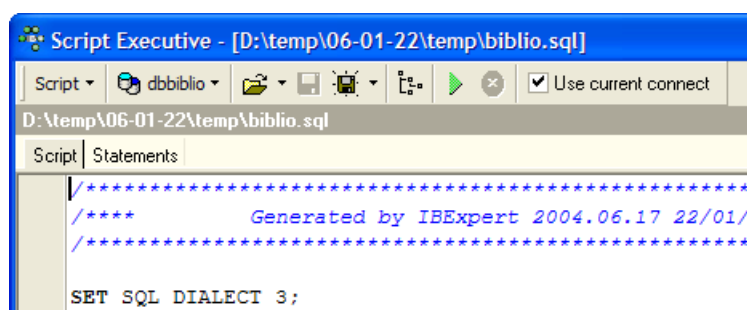 Script Executive - [D:\temp\06-01-22\temp\biblio.sql]
Script dbbiblio Use current connect
D:\temp\06-01-22\temp\biblio.sql
Script Statements
/****************************************************
/**** Generated by IBExpert 2004.06.17 22/01/
/****************************************************
SET SQL DIALECT 3;